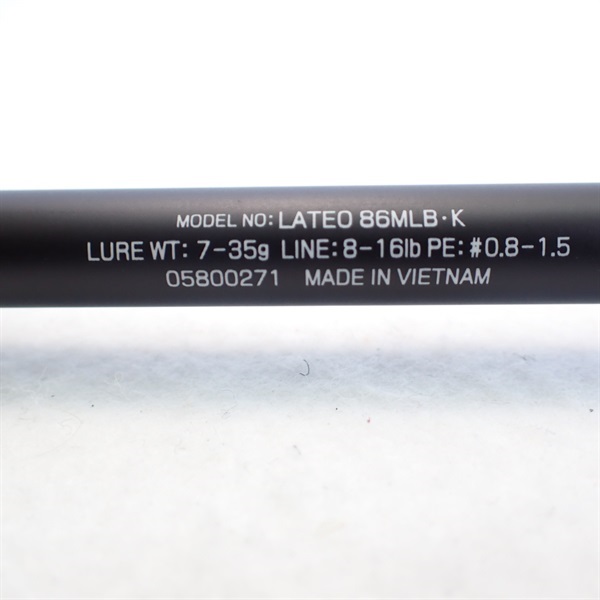 MODEL NO: LATEO 86MLB·K
LURE WT: 7-35g LINE: 8-16lb PE: #0.8-1.5
05800271 MADE IN VIETNAM